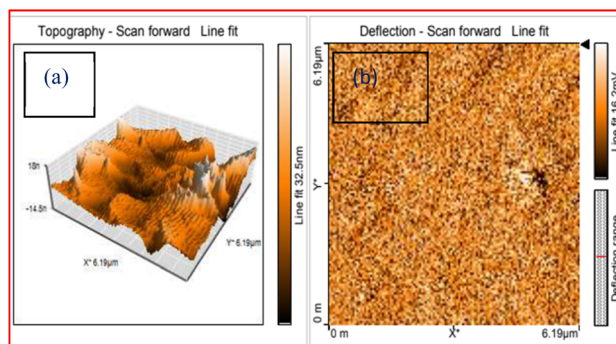 Topography - Scan forward Line fit
(a)
18n
-14.5n
X* 6.19µm
Y* 6.19µm
Line fit 32.5nm
Deflection - Scan forward Line fit
(b)
6.19µm
Y*
0 m
0 m
X*
6.19µm
Line fit 16.2mV
Deflection range